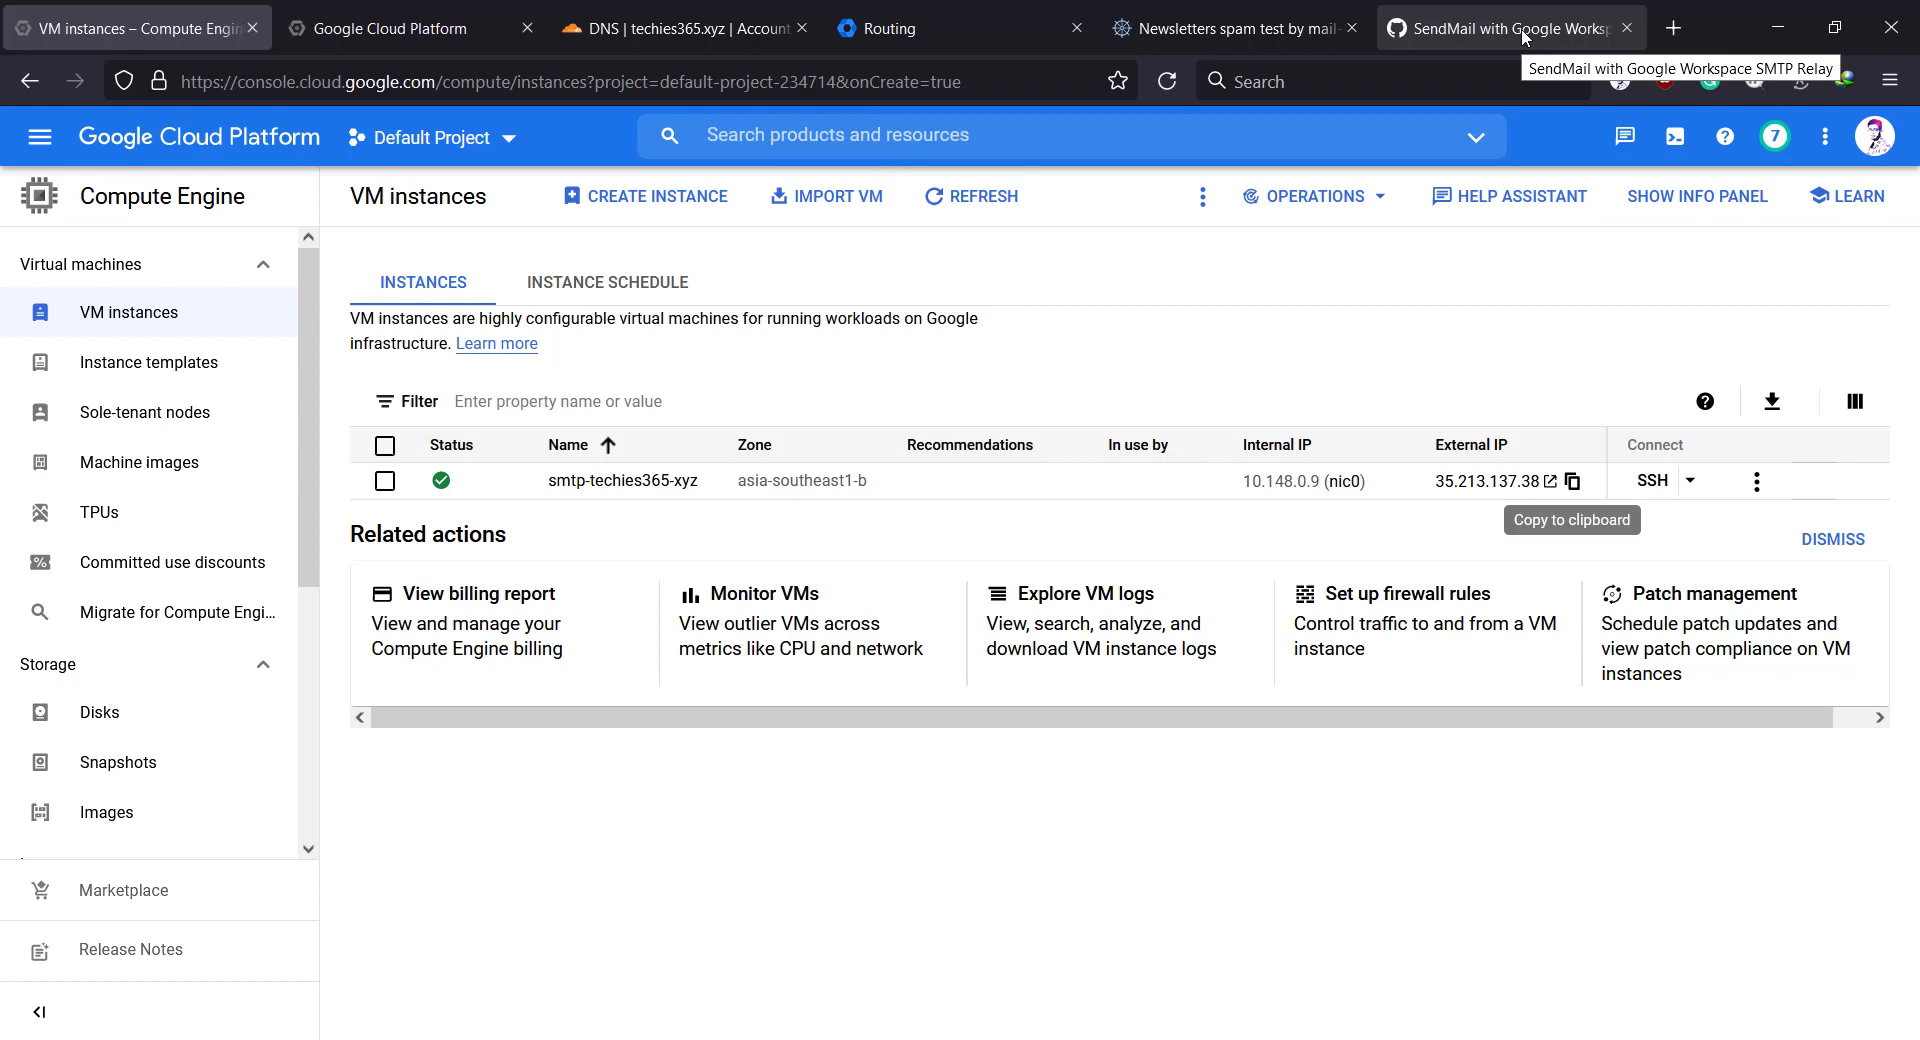 VM instances – Compute Engin
Google Cloud Platform
DNS | techies365.xyz | Account
Routing
Newsletters spam test by mail-
SendMail with Google Worksp
https://console.cloud.google.com/compute/instances?project=default-project-234714&onCreate=true
Search
SendMail with Google Workspace SMTP Relay
Google Cloud Platform
Default Project
Search products and resources
7
Compute Engine
VM instances
CREATE INSTANCE
IMPORT VM
REFRESH
OPERATIONS
HELP ASSISTANT
SHOW INFO PANEL
LEARN
Virtual machines
VM instances
Instance templates
Sole-tenant nodes
Machine images
TPUs
Committed use discounts
Migrate for Compute Engi...
Storage
Disks
Snapshots
Images
Marketplace
Release Notes
INSTANCES
INSTANCE SCHEDULE
VM instances are highly configurable virtual machines for running workloads on Google
infrastructure. Learn more
Filter Enter property name or value
Status Name Zone Recommendations In use by Internal IP External IP Connect
smtp-techies365-xyz asia-southeast1-b 10.148.0.9 (nic0) 35.213.137.38 SSH
Copy to clipboard
Related actions
DISMISS
View billing report
View and manage your
Compute Engine billing
Monitor VMs
View outlier VMs across
metrics like CPU and network
Explore VM logs
View, search, analyze, and
download VM instance logs
Set up firewall rules
Control traffic to and from a VM
instance
Patch management
Schedule patch updates and
view patch compliance on VM
instances